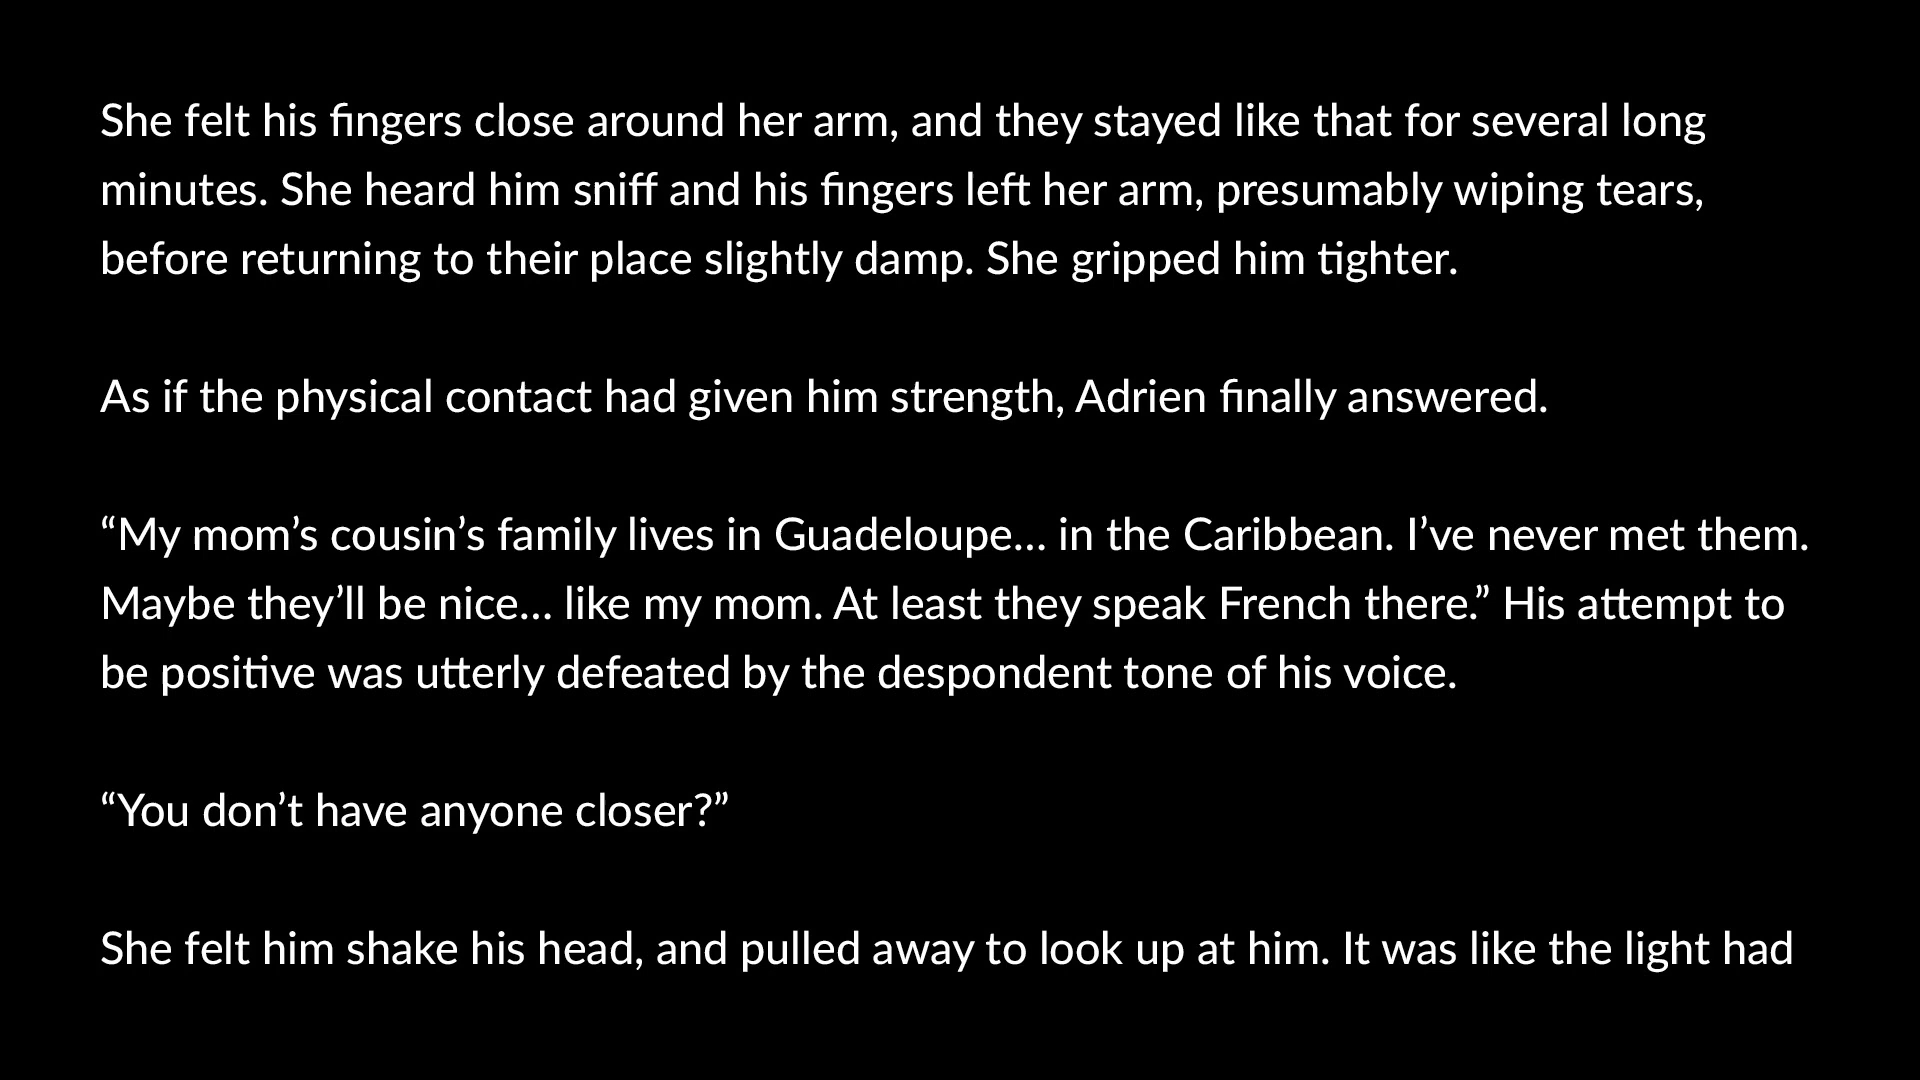 She felt his fingers close around her arm, and they stayed like that for several long
minutes. She heard him sniff and his fingers left her arm, presumably wiping tears,
before returning to their place slightly damp. She gripped him tighter.
As if the physical contact had given him strength, Adrien finally answered.
“My mom’s cousin’s family lives in Guadeloupe… in the Caribbean. I’ve never met them.
Maybe they’ll be nice… like my mom. At least they speak French there.” His attempt to
be positive was utterly defeated by the despondent tone of his voice.
“You don’t have anyone closer?”
She felt him shake his head, and pulled away to look up at him. It was like the light had